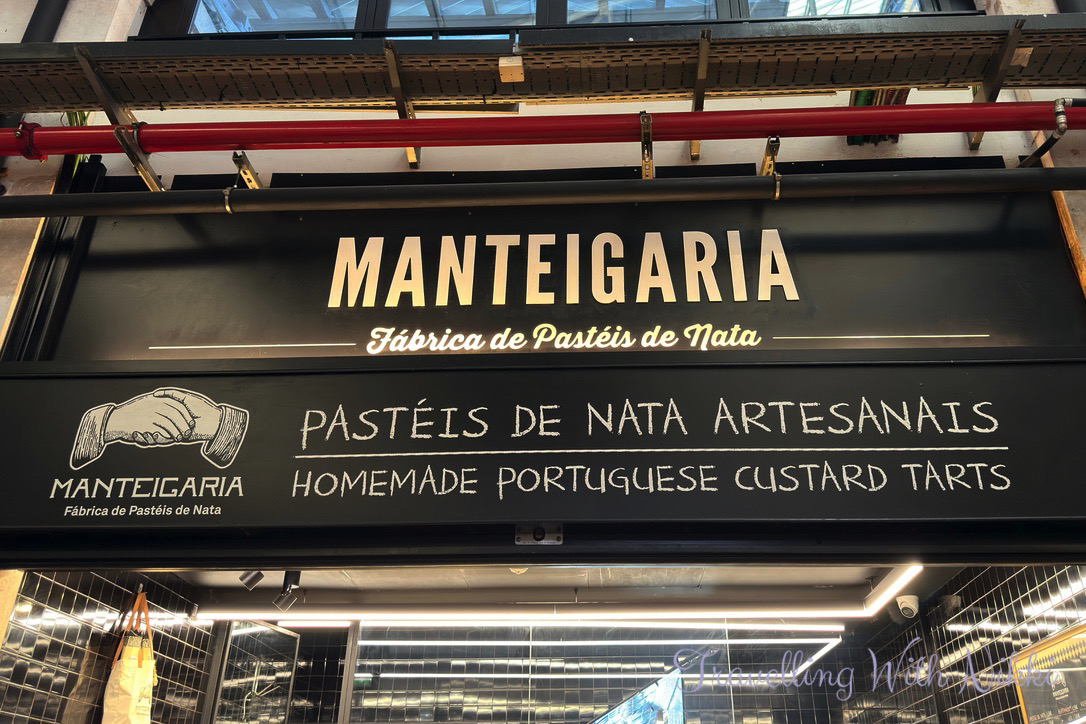 MANTEIGARIA
Fábrica de Pastéis de Nata
PASTÉIS DE NATA ARTESANAIS
HOMEMADE PORTUGUESE CUSTARD TARTS
MANTEIGARIA
Fábrica de Pastéis de Nata
Travelling With Nikki